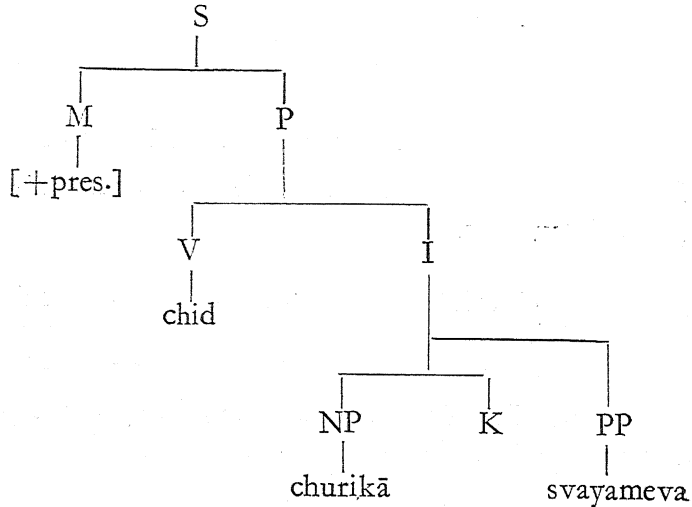 S
M P
[+pres.]
V I
chid
NP K PP
churikā svayameva